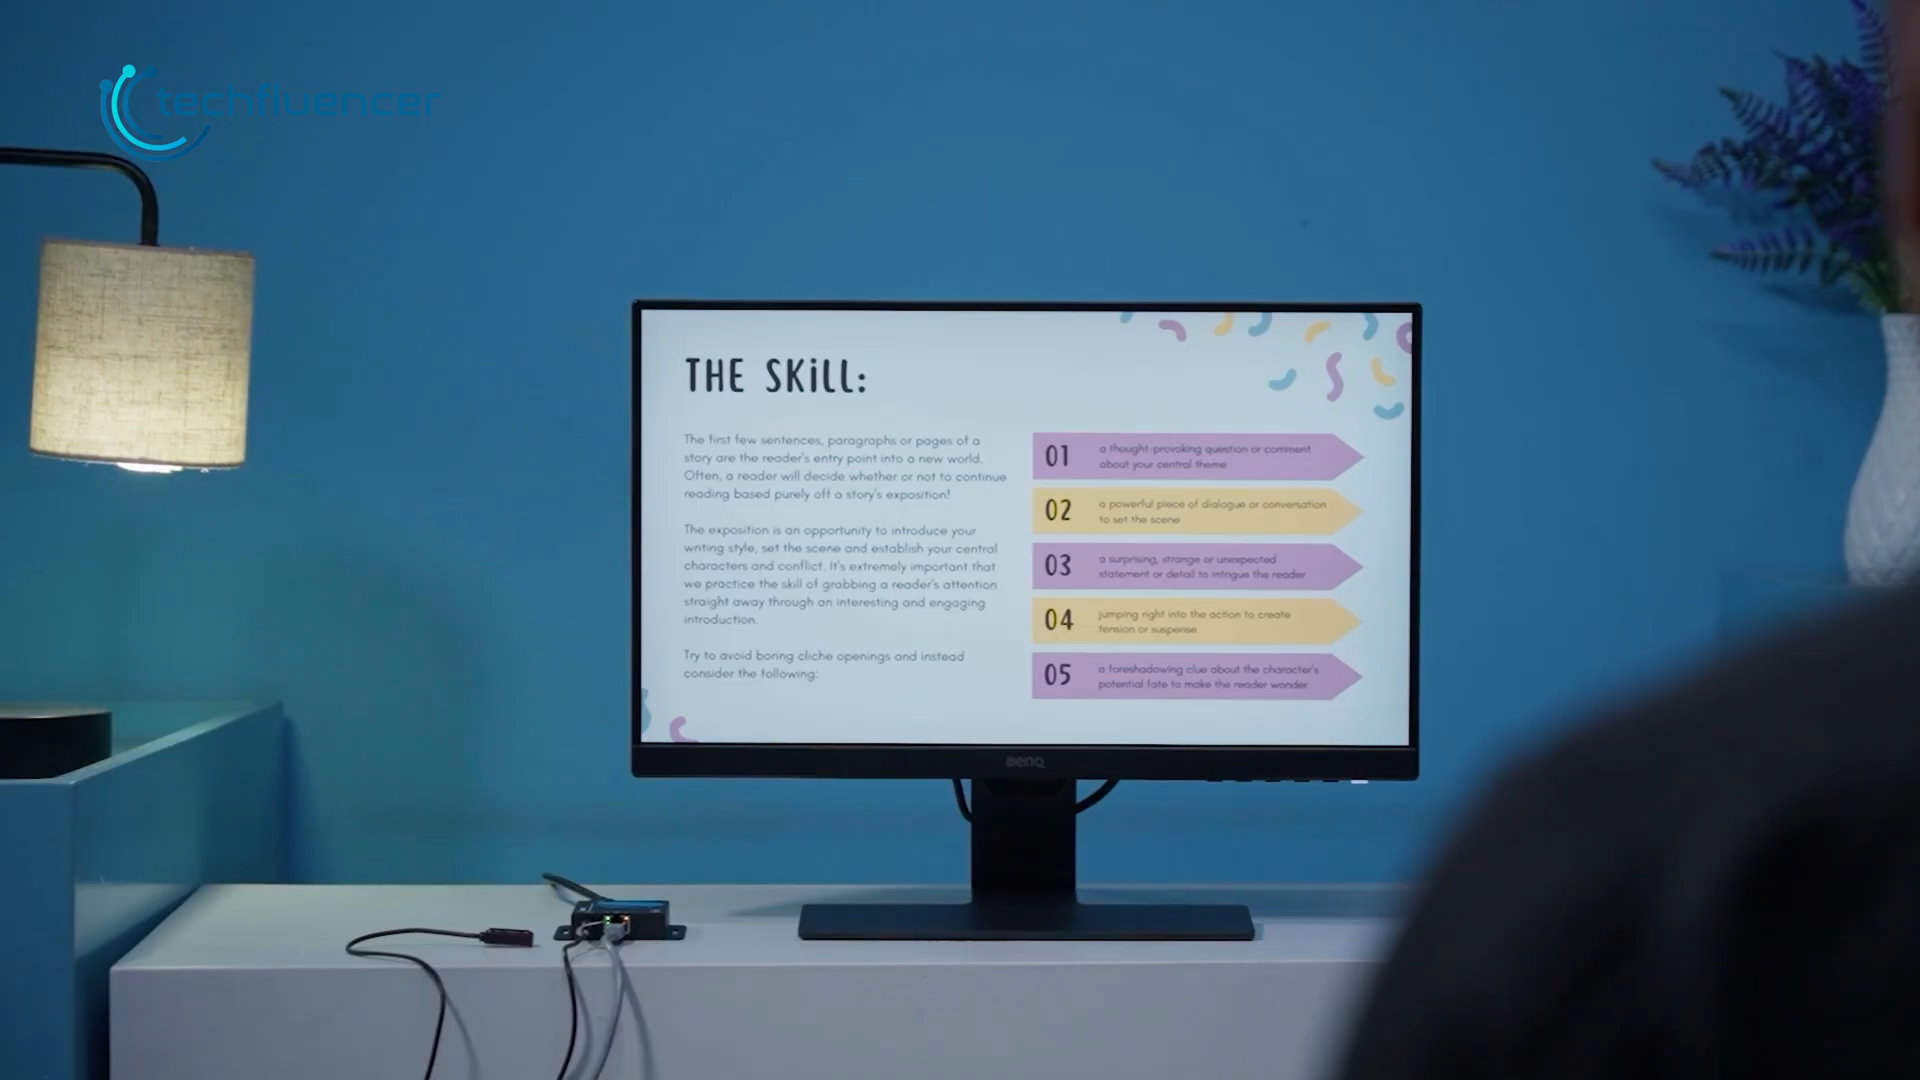 techfluencer
THE SKiLL:
The first few sentences, paragraphs or pages of a
story are the reader's entry point into a new world.
Often, a reader will decide whether or not to continue
reading based purely off a story's exposition!
The exposition is an opportunity to introduce your
writing style, set the scene and establish your central
characters and conflict. It's extremely important that
we practice the skill of grabbing a reader's attention
straight away through an interesting and engaging
introduction.
Try to avoid boring cliche openings and instead
consider the following:
01
a thought-provoking question or comment
about your central theme
02
a powerful piece of dialogue or conversation
to set the scene
03
a surprising, strange or unexpected
statement or detail to intrigue the reader
04
jumping right into the action to create
tension or suspense
05
a foreshadowing clue about the character's
potential fate to make the reader wonder
BenQ